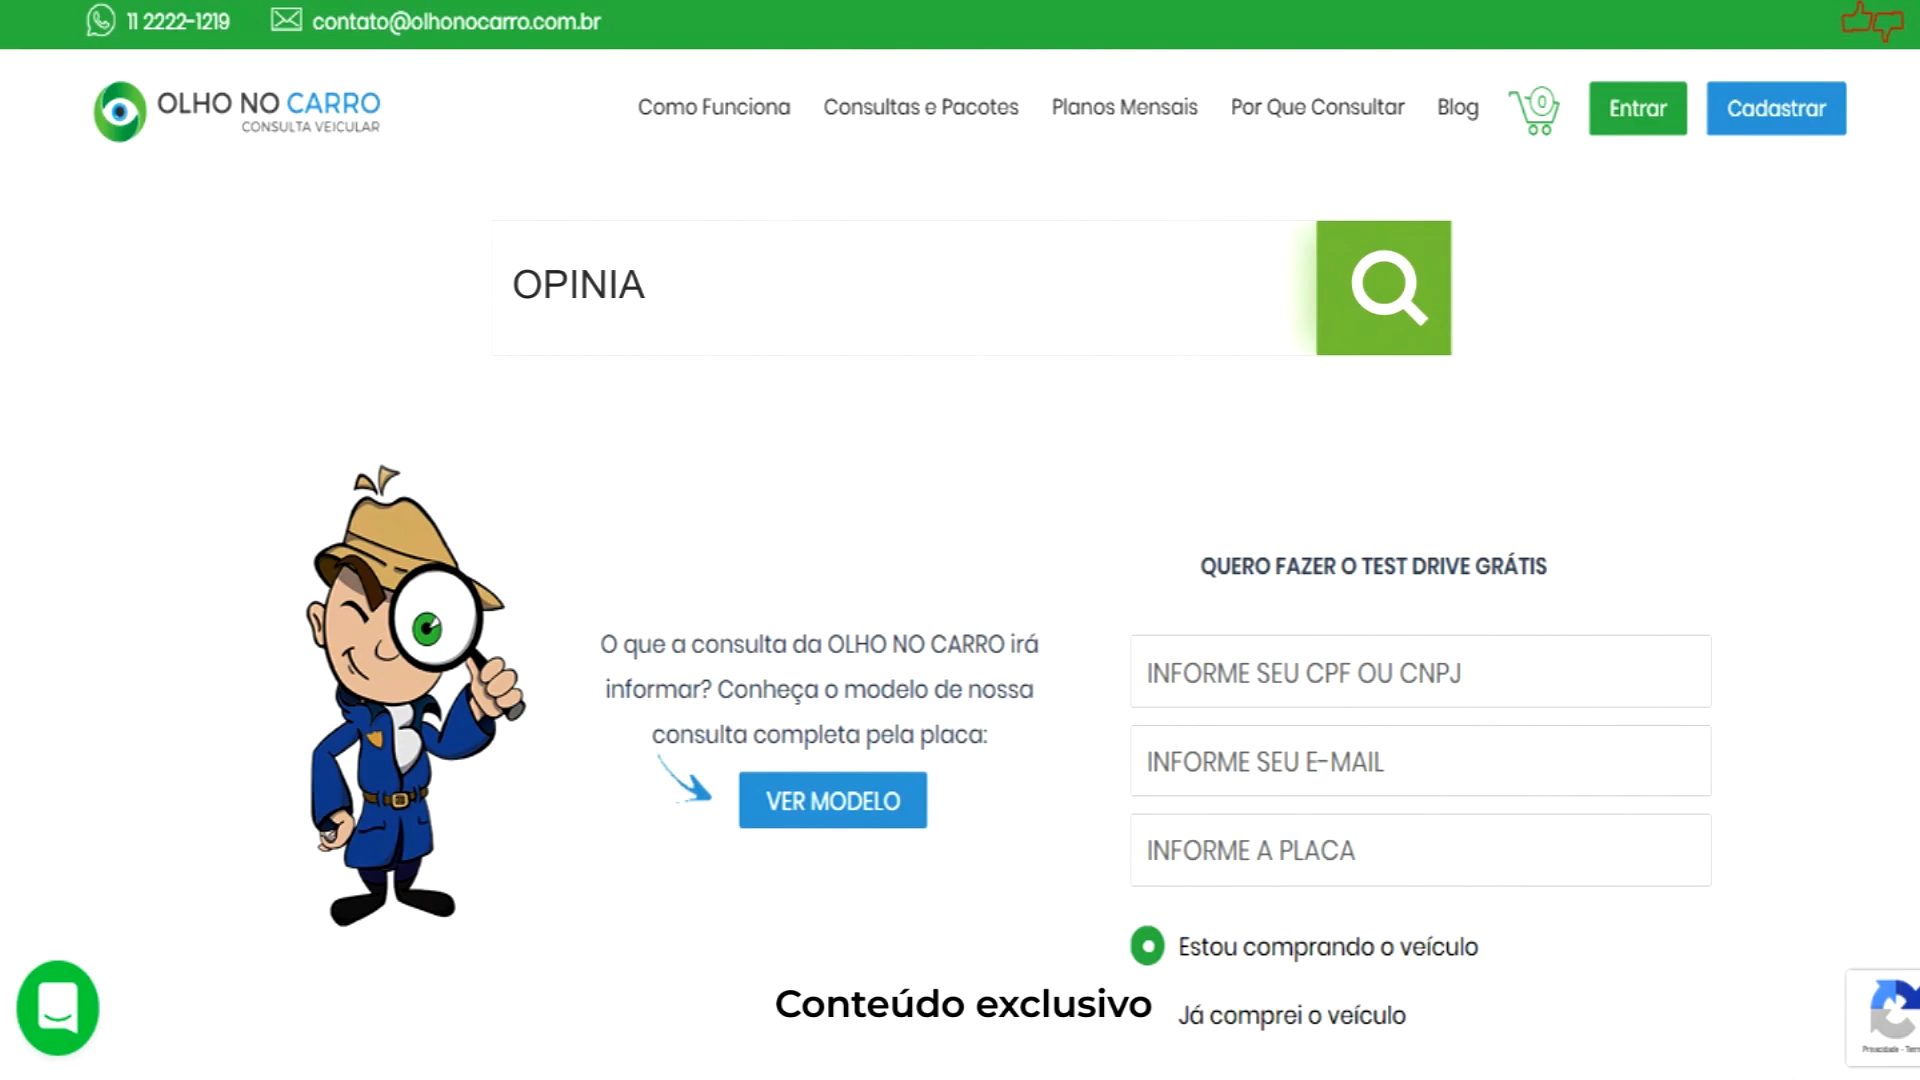 11 2222-1219
contato@olhonocarro.com.br
OLHO NO CARRO
CONSULTA VEICULAR
Como Funciona
Consultas e Pacotes
Planos Mensais
Por Que Consultar
Blog
0
Entrar
Cadastrar
OPINIA
QUERO FAZER O TEST DRIVE GRÁTIS
O que a consulta da OLHO NO CARRO irá
informar? Conheça o modelo de nossa
consulta completa pela placa:
VER MODELO
INFORME SEU CPF OU CNPJ
INFORME SEU E-MAIL
INFORME A PLACA
Estou comprando o veículo
Já comprei o veículo
Conteúdo exclusivo